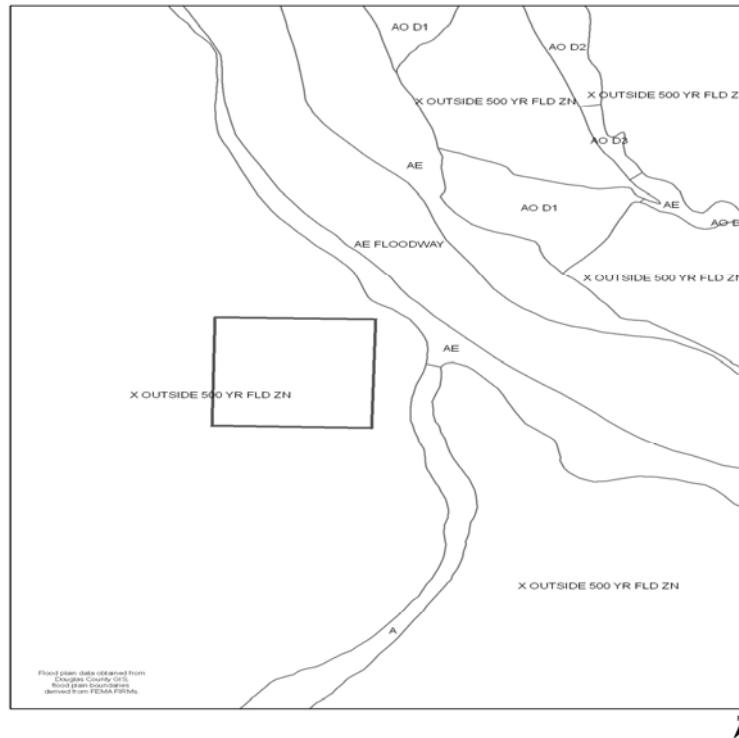 AO D1
AO D2
X OUTSIDE 500 YR FLD ZN
X OUTSIDE 500 YR FLD Z
AO D3
AE
AO D1
AE
AO
AE FLOODWAY
X OUTSIDE 500 YR FLD ZN
AE
X OUTSIDE 500 YR FLD ZN
X OUTSIDE 500 YR FLD ZN
A
Flood plain data obtained from
Douglas County GIS,
flood plain boundaries
derived from FEMA FIRMs.